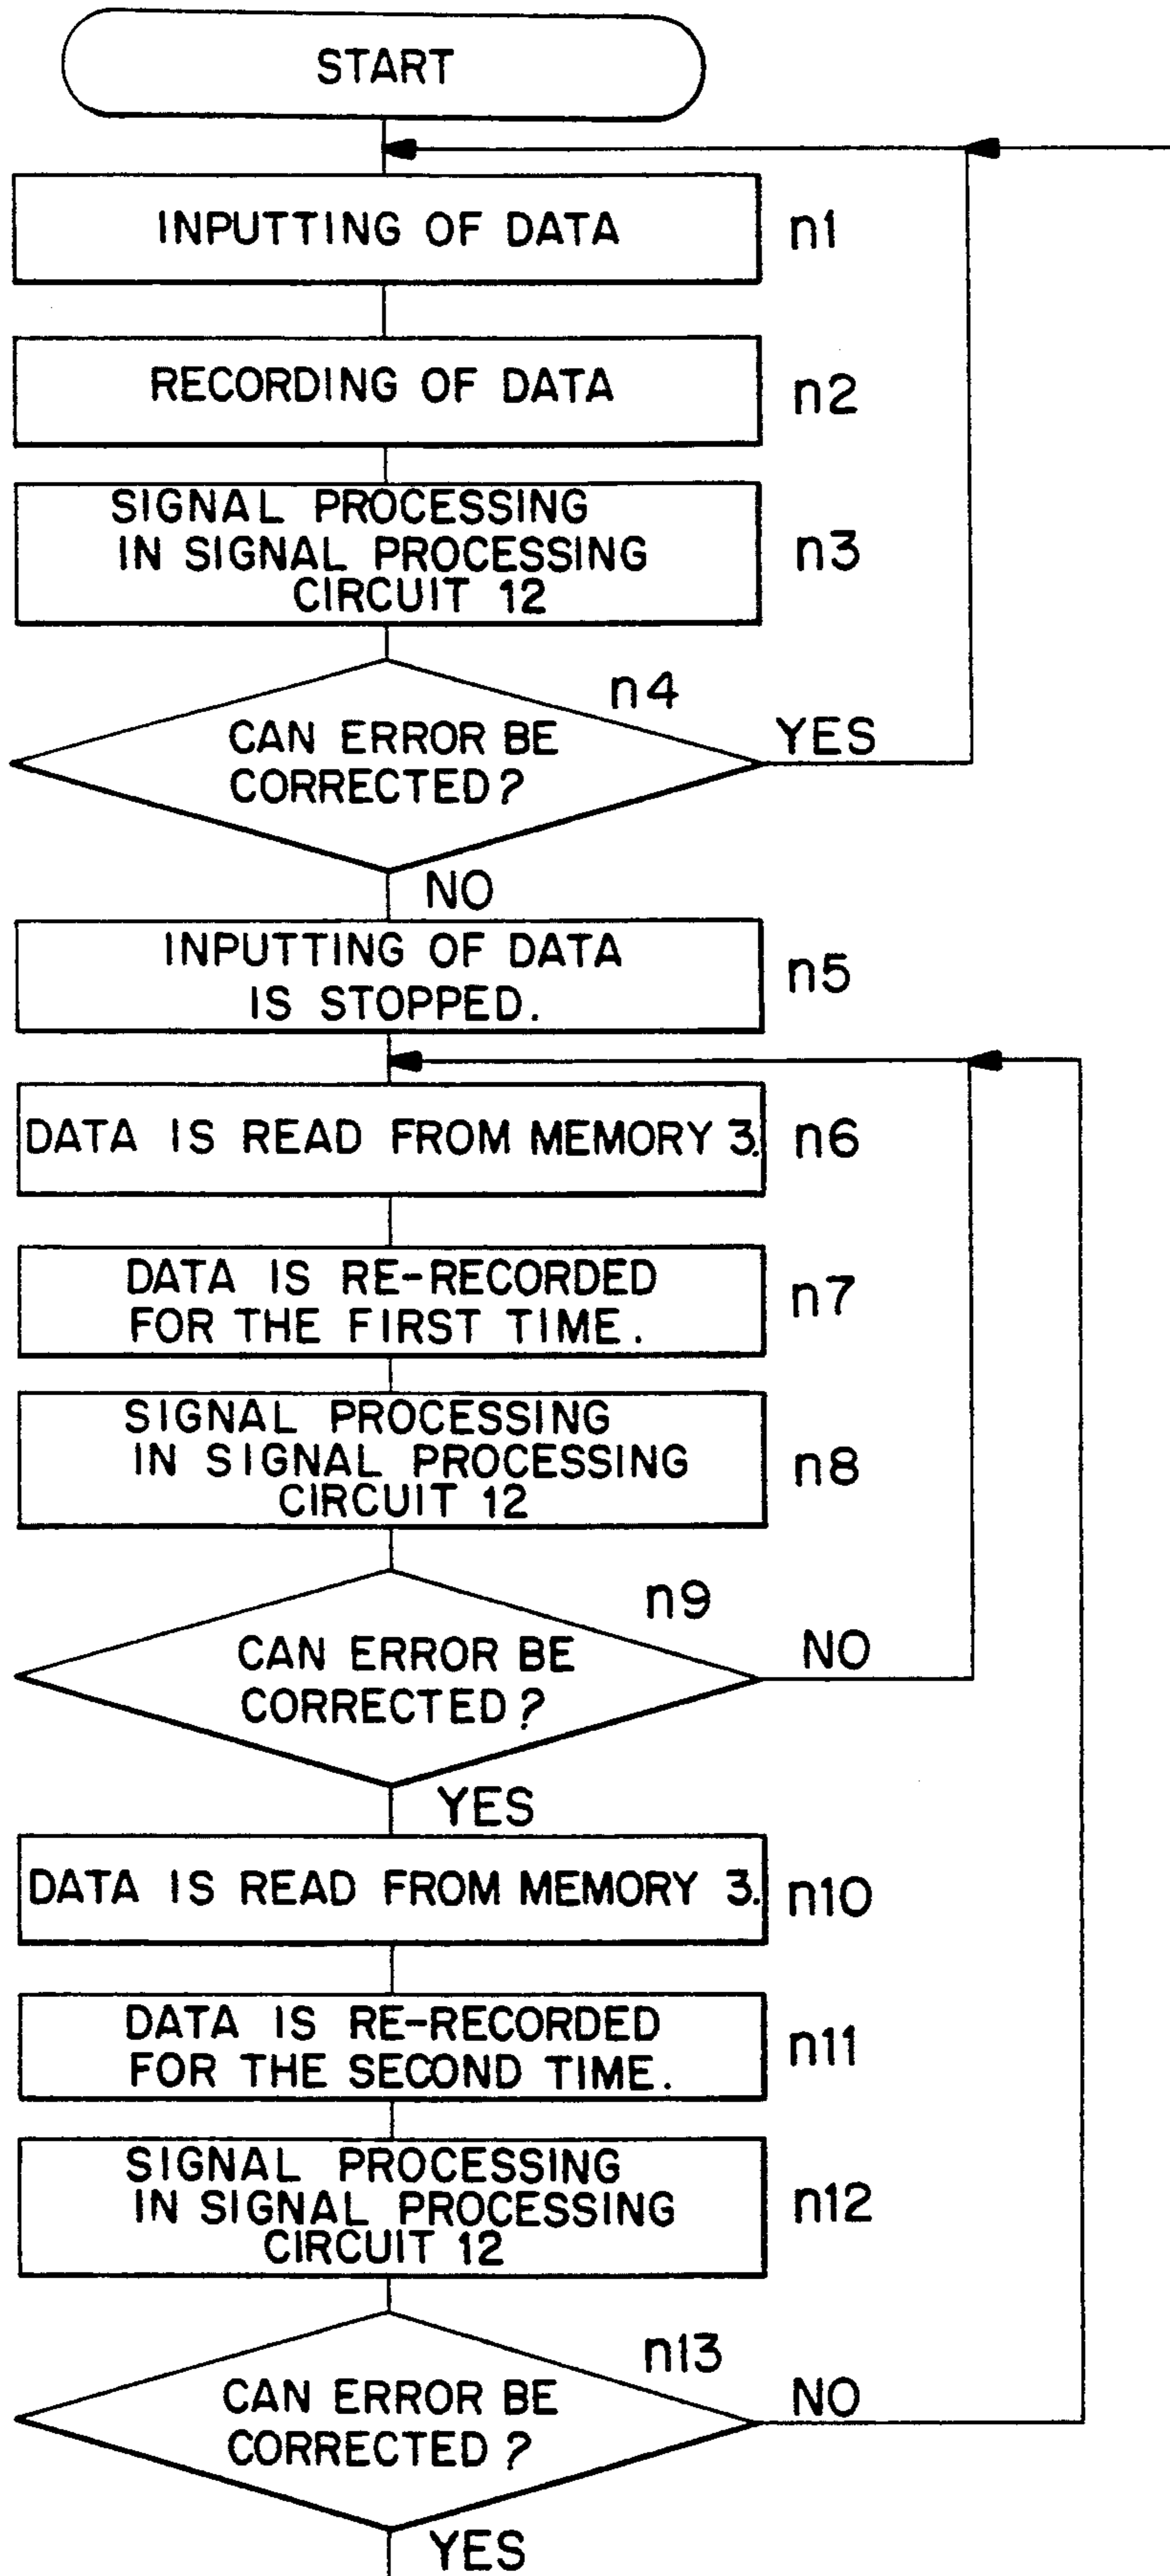 START
INPUTTING OF DATA
n1
RECORDING OF DATA
n2
SIGNAL PROCESSING
IN SIGNAL PROCESSING
CIRCUIT 12
n3
n4
CAN ERROR BE
CORRECTED?
YES
NO
INPUTTING OF DATA
IS STOPPED.
n5
DATA IS READ FROM MEMORY 3.
n6
DATA IS RE-RECORDED
FOR THE FIRST TIME.
n7
SIGNAL PROCESSING
IN SIGNAL PROCESSING
CIRCUIT 12
n8
n9
CAN ERROR BE
CORRECTED?
NO
YES
DATA IS READ FROM MEMORY 3.
n10
DATA IS RE-RECORDED
FOR THE SECOND TIME.
n11
SIGNAL PROCESSING
IN SIGNAL PROCESSING
CIRCUIT 12
n12
n13
CAN ERROR BE
CORRECTED?
NO
YES